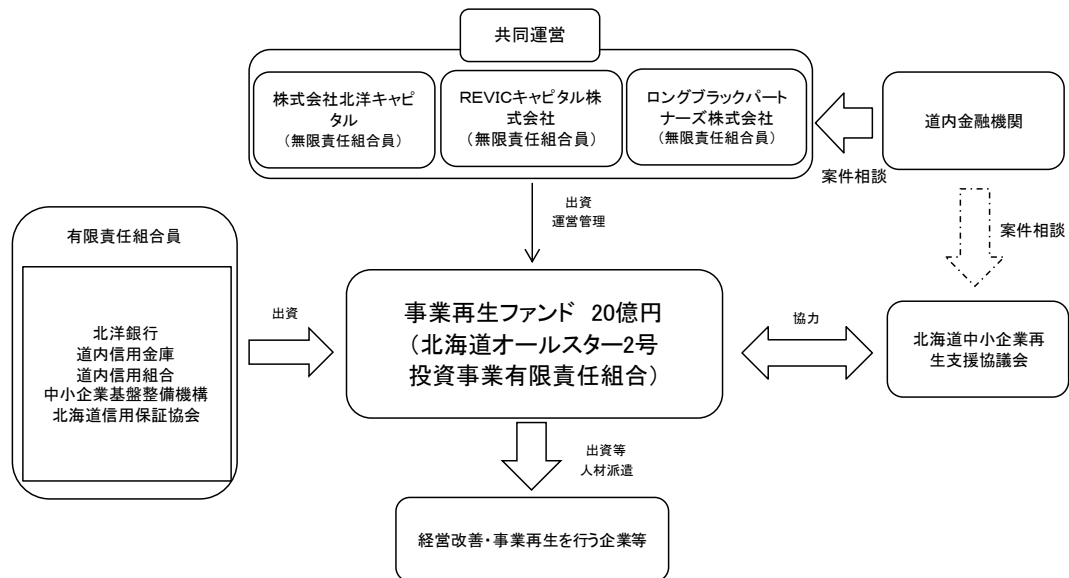 共同運営
株式会社北洋キャピ
タル
(無限責任組合員)
REVICキャピタル株
式会社
(無限責任組合員)
ロングブラックパート
ナーズ株式会社
(無限責任組合員)
道内金融機関
案件相談
案件相談
出資
運営管理
有限責任組合員
北洋銀行
道内信用金庫
道内信用組合
中小企業基盤整備機構
北海道信用保証協会
出資
事業再生ファンド 20億円
(北海道オールスター2号
投資事業有限責任組合)
協力
北海道中小企業再
生支援協議会
出資等
人材派遣
経営改善・事業再生を行う企業等